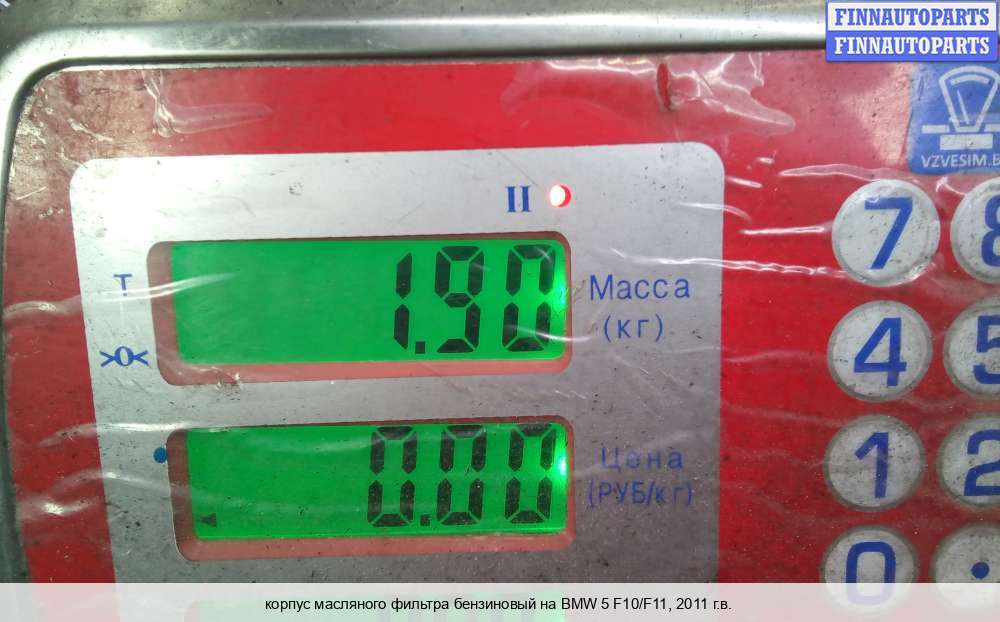 FINNAUTOPARTS
FINNAUTOPARTS
VZVESIM.B
II
7 8
T
1.90
Масса
(кг)
>0<
4 5
0.00
Цена
(РУБ/кг)
1 2
0 .
корпус масляного фильтра бензиновый на BMW 5 F10/F11, 2011 г.в.